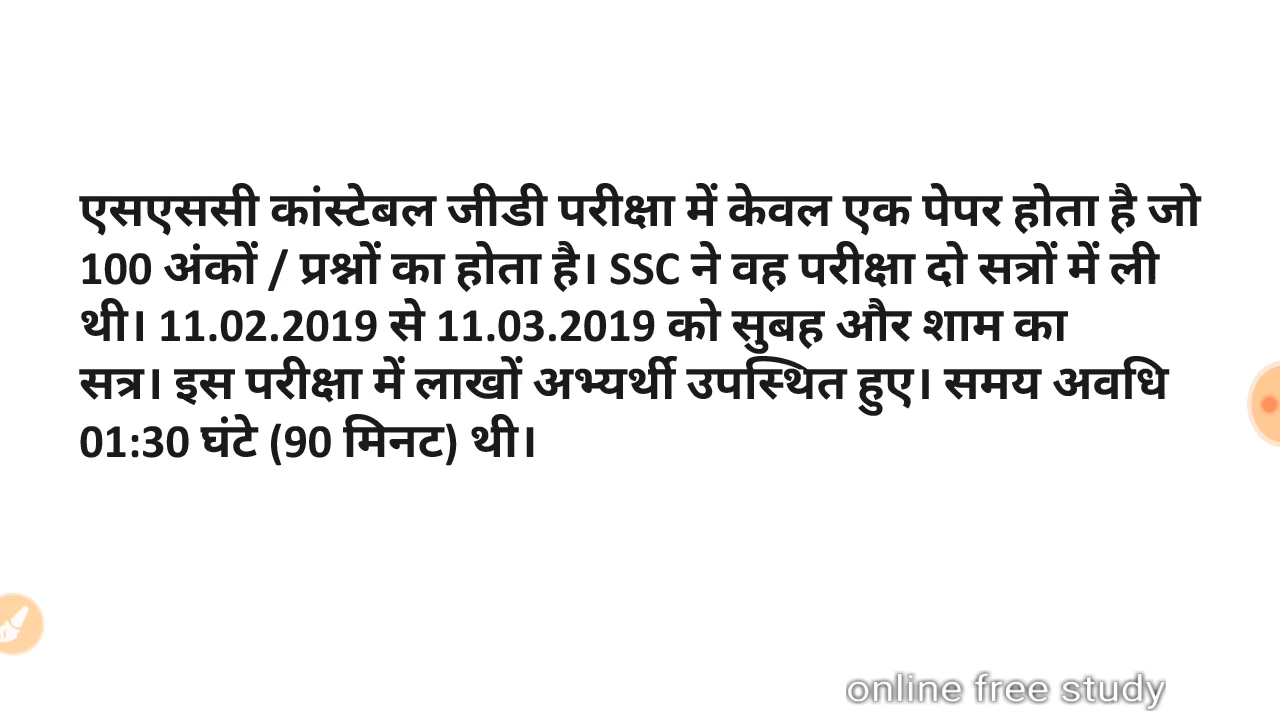 एसएससी कांस्टेबल जीडी परीक्षा में केवल एक पेपर होता है जो
100 अंकों / प्रश्नों का होता है। SSC ने वह परीक्षा दो सत्रों में ली
थी। 11.02.2019 से 11.03.2019 को सुबह और शाम का
सत्र। इस परीक्षा में लाखों अभ्यर्थी उपस्थित हुए। समय अवधि
01:30 घंटे (90 मिनट) थी।
online free study